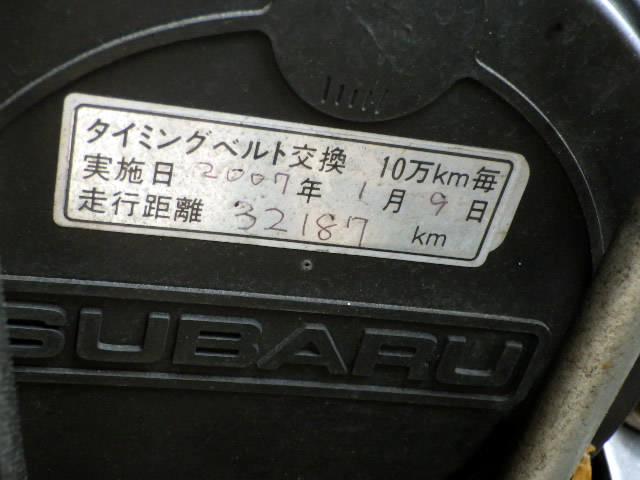 タイミングベルト交換 10万km毎
実施日 2007年 1月 9日
走行距離 32187 km
SUBARU